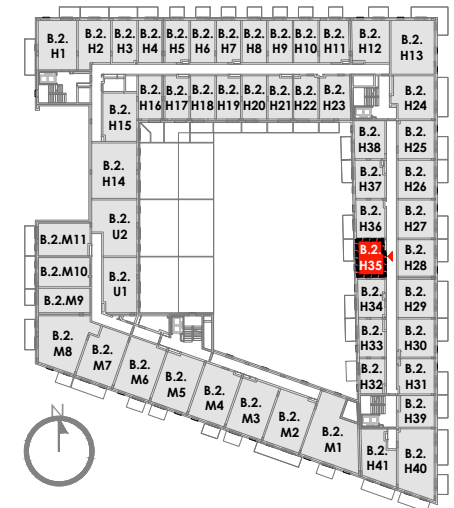 B.2.
H1
B.2.
H2
B.2.
H3
B.2.
H4
B.2.
H5
B.2.
H6
B.2.
H7
B.2.
H8
B.2.
H9
B.2.
H10
B.2.
H11
B.2.
H12
B.2.
H13
B.2.
H16
B.2.
H17
B.2.
H18
B.2.
H19
B.2.
H20
B.2.
H21
B.2.
H22
B.2.
H23
B.2.
H24
B.2.
H15
B.2.
H38
B.2.
H25
B.2.
H14
B.2.
H37
B.2.
H26
B.2.
U2
B.2.
H36
B.2.
H27
B.2.M11
B.2.
H35
B.2.
H28
B.2.M10
B.2.
U1
B.2.M9
B.2.
H34
B.2.
H29
B.2.
M8
B.2.
M7
B.2.
M6
B.2.
M5
B.2.
M4
B.2.
M3
B.2.
M2
B.2.
M1
B.2.
H33
B.2.
H30
B.2.
H32
B.2.
H31
B.2.
H39
B.2.
H41
B.2.
H40
N